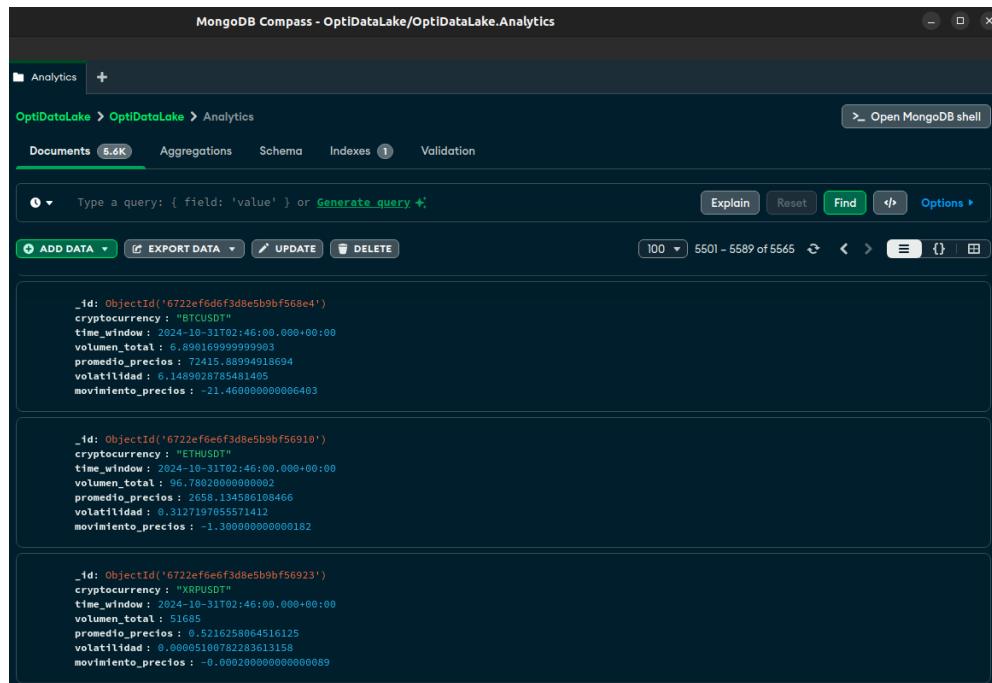 MongoDB Compass - OptiDataLake/OptiDataLake.Analytics
Analytics
OptiDataLake > OptiDataLake > Analytics
>_ Open MongoDB shell
Documents 5.6K Aggregations Schema Indexes 1 Validation
Type a query: { field: 'value' } or Generate query
Explain Reset Find </> Options
ADD DATA EXPORT DATA UPDATE DELETE
100 5501 – 5589 of 5565 {}
_id: ObjectId('6722ef6d6f3d8e5b9bf568e4')
cryptocurrency : "BTCUSDT"
time_window : 2024-10-31T02:46:00.000+00:00
volumen_total : 6.890169999999903
promedio_precios : 72415.88994918694
volatilidad : 6.1489028785481405
movimiento_precios : -21.460000000006403
_id: ObjectId('6722ef6e6f3d8e5b9bf56910')
cryptocurrency : "ETHUSDT"
time_window : 2024-10-31T02:46:00.000+00:00
volumen_total : 96.78020000000002
promedio_precios : 2658.134586108466
volatilidad : 0.3127197055571412
movimiento_precios : -1.300000000000182
_id: ObjectId('6722ef6e6f3d8e5b9bf56923')
cryptocurrency : "XRPUSDT"
time_window : 2024-10-31T02:46:00.000+00:00
volumen_total : 51685
promedio_precios : 0.5216258064516125
volatilidad : 0.00005100782283613158
movimiento_precios : -0.000200000000000089